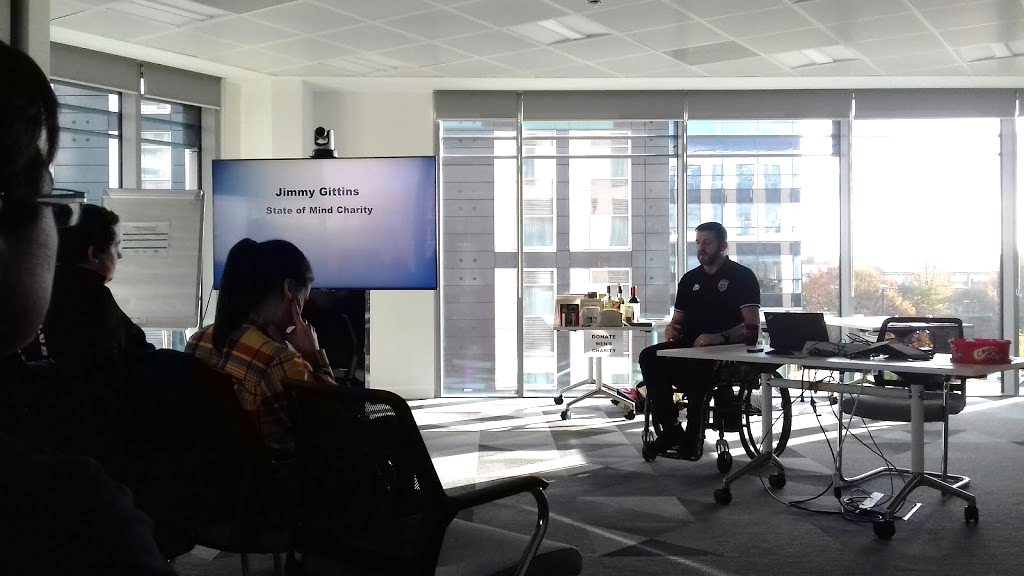 Jimmy Gittins
State of Mind Charity
DONATE
MEN'S
CHARITY